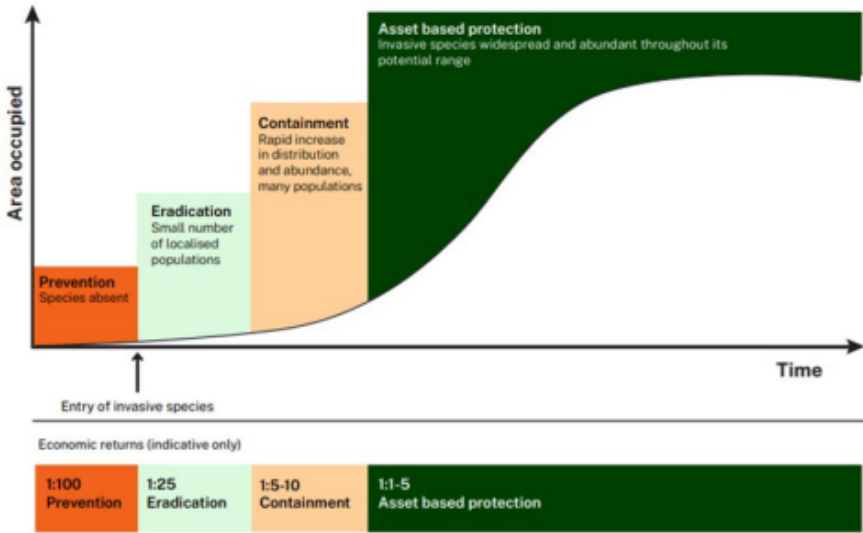 Asset based protection
Invasive species widespread and abundant throughout its
potential range
Containment
Rapid increase
in distribution
and abundance,
many populations
Area occupied
Eradication
Small number
of localised
populations
Prevention
Species absent
Time
Entry of invasive species
Economic returns (indicative only)
1:100
Prevention
1:25
Eradication
1:5-10
Containment
1:1-5
Asset based protection